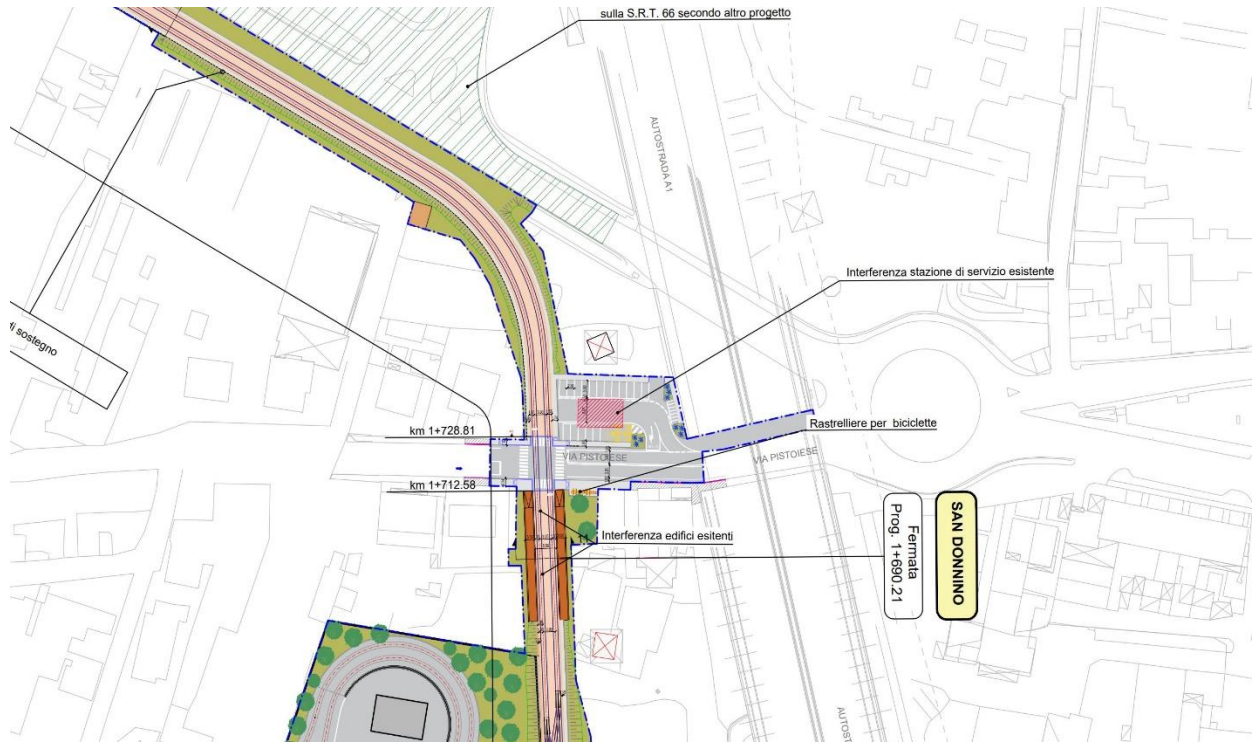 sulla S.R.T. 66 secondo altro progetto
AUTOSTRADA A1
Interferenza stazione di servizio esistente
di sostegno
km 1+728.81
Rastrelliere per biciclette
VIA PISTOIESE
VIA PISTOIESE
km 1+712.58
Interferenza edifici esitenti
SAN DONNINO
Fermata
Prog. 1+690.21
AUTOST